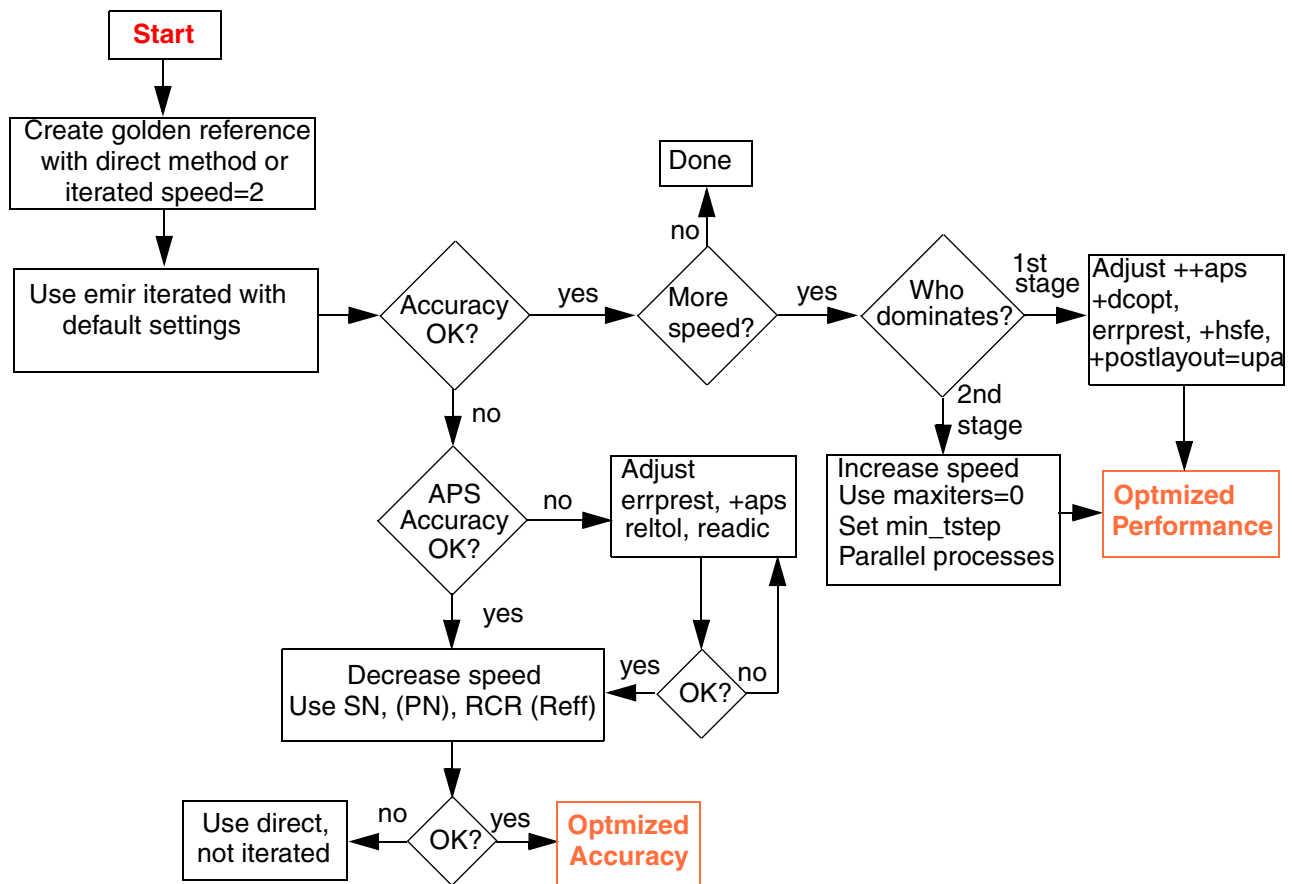 Start
Create golden reference
with direct method or
iterated speed=2
Use emir iterated with
default settings
Accuracy
OK?
yes
no
More
speed?
no
Done
yes
Who
dominates?
1st
stage
Adjust ++aps
+dcopt,
errprest, +hsfe,
+postlayout=upa
2nd
stage
Increase speed
Use maxiters=0
Set min_tstep
Parallel processes
Optmized
Performance
APS
Accuracy
OK?
no
Adjust
errprest, +aps
reltol, readic
yes
OK?
no
yes
Decrease speed
Use SN, (PN), RCR (Reff)
OK?
no
Use direct,
not iterated
yes
Optmized
Accuracy